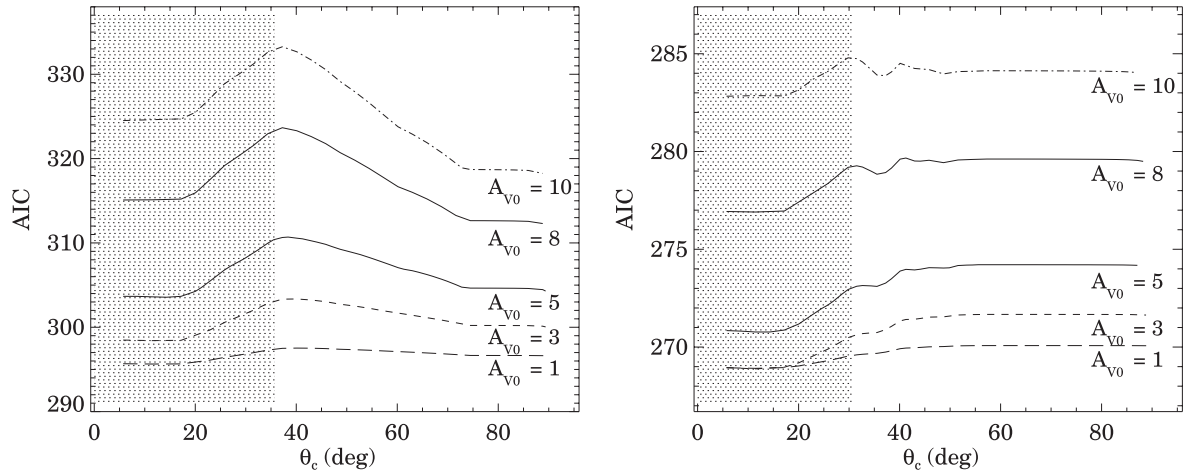 AIC
330
320
310
300
290
A_V0 = 10
A_V0 = 8
A_V0 = 5
A_V0 = 3
A_V0 = 1
0 20 40 60 80
θ_c (deg)
AIC
285
280
275
270
A_V0 = 10
A_V0 = 8
A_V0 = 5
A_V0 = 3
A_V0 = 1
0 20 40 60 80
θ_c (deg)